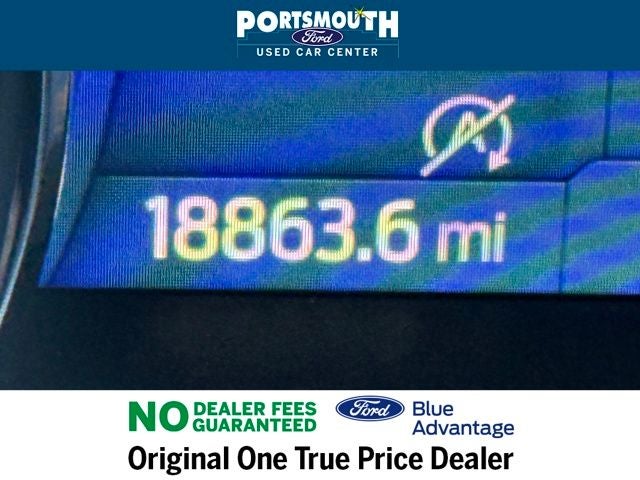 PORTSMOUTH
Ford
USED CAR CENTER
A
18863.6 mi
NO DEALER FEES GUARANTEED
Ford
Blue Advantage
Original One True Price Dealer